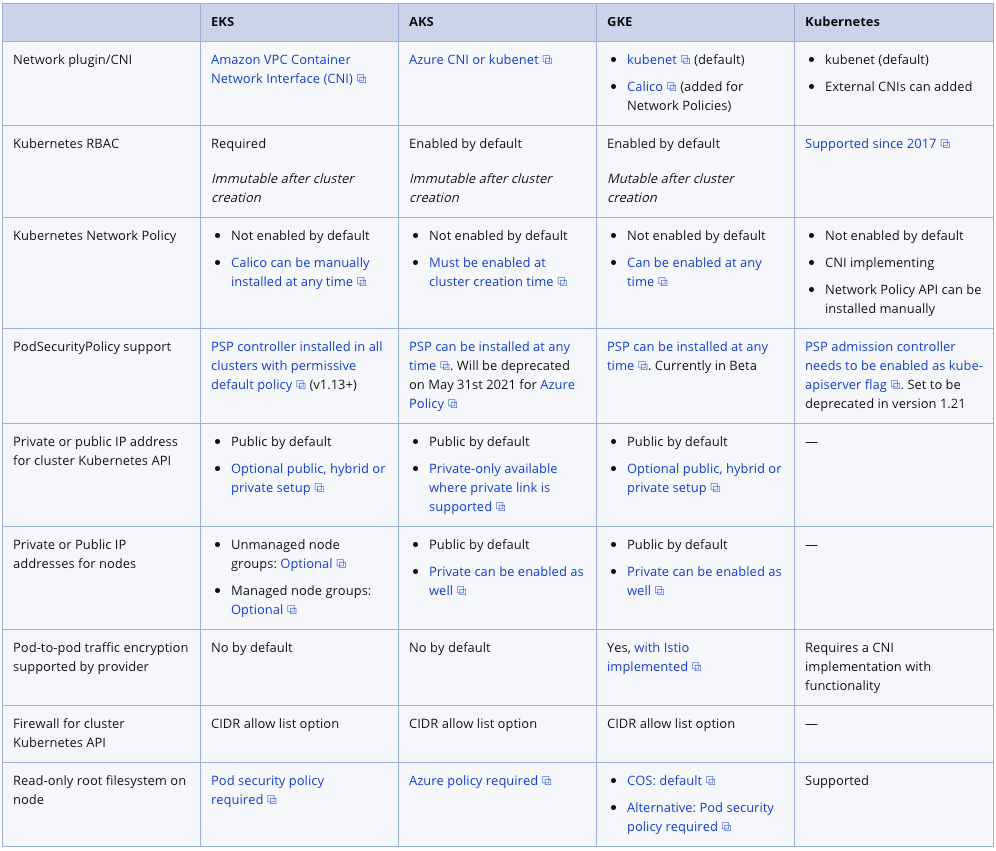 EKS
AKS
GKE
Kubernetes
Network plugin/CNI
Amazon VPC Container
Network Interface (CNI)
Azure CNI or kubenet
• kubenet (default)
• Calico (added for
Network Policies)
• kubenet (default)
• External CNIs can added
Kubernetes RBAC
Required
Immutable after cluster
creation
Enabled by default
Immutable after cluster
creation
Enabled by default
Mutable after cluster
creation
Supported since 2017
Kubernetes Network Policy
• Not enabled by default
• Calico can be manually
installed at any time
• Not enabled by default
• Must be enabled at
cluster creation time
• Not enabled by default
• Can be enabled at any
time
• Not enabled by default
• CNI implementing
• Network Policy API can be
installed manually
PodSecurityPolicy support
PSP controller installed in all
clusters with permissive
default policy (v1.13+)
PSP can be installed at any
time. Will be deprecated
on May 31st 2021 for Azure
Policy
PSP can be installed at any
time. Currently in Beta
PSP admission controller
needs to be enabled as kube-
apiserver flag. Set to be
deprecated in version 1.21
Private or public IP address
for cluster Kubernetes API
• Public by default
• Optional public, hybrid or
private setup
• Public by default
• Private-only available
where private link is
supported
• Public by default
• Optional public, hybrid or
private setup
—
Private or Public IP
addresses for nodes
• Unmanaged node
groups: Optional
• Managed node groups:
Optional
• Public by default
• Private can be enabled as
well
• Public by default
• Private can be enabled as
well
—
Pod-to-pod traffic encryption
supported by provider
No by default
No by default
Yes, with Istio
implemented
Requires a CNI
implementation with
functionality
Firewall for cluster
Kubernetes API
CIDR allow list option
CIDR allow list option
CIDR allow list option
—
Read-only root filesystem on
node
Pod security policy
required
Azure policy required
• COS: default
• Alternative: Pod security
policy required
Supported